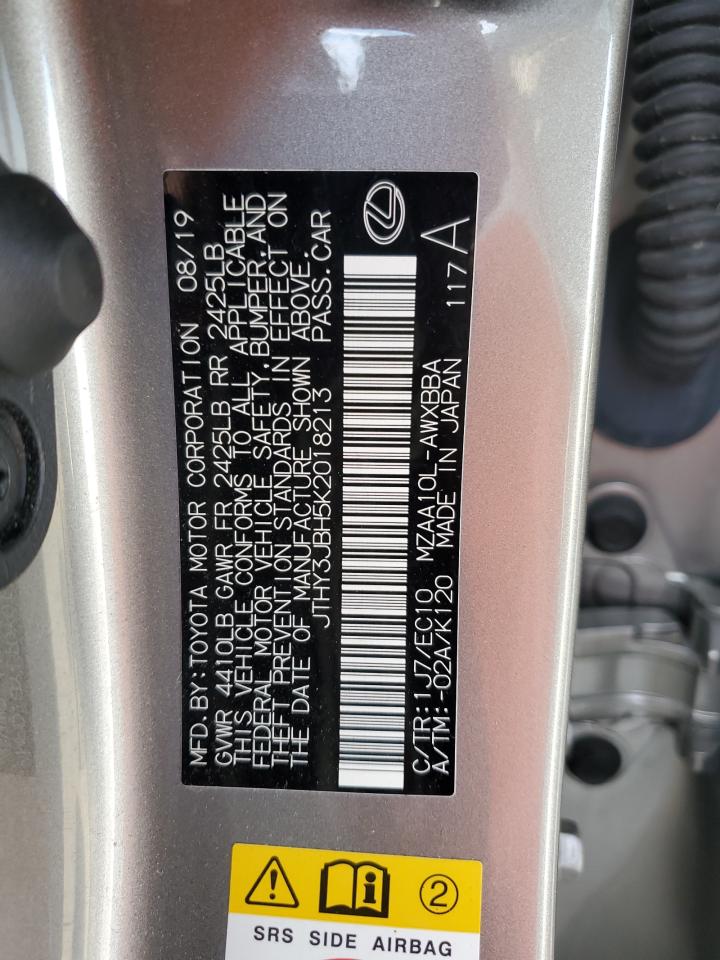 MFD. BY: TOYOTA MOTOR CORPORATION 08/19
GVWR 4410LB GAWR FR 2425LB RR 2425LB
THIS VEHICLE CONFORMS TO ALL APPLICABLE
FEDERAL MOTOR VEHICLE SAFETY, BUMPER, AND
THEFT PREVENTION STANDARDS IN EFFECT ON
THE DATE OF MANUFACTURE SHOWN ABOVE.
JTHY3JBH5K2018213 PASS. CAR
C/TR: 1J7/EC10 MZAA10L-AWXBBA
A/TM: -02A/K120 MADE IN JAPAN 117 A
2
SRS SIDE AIRBAG